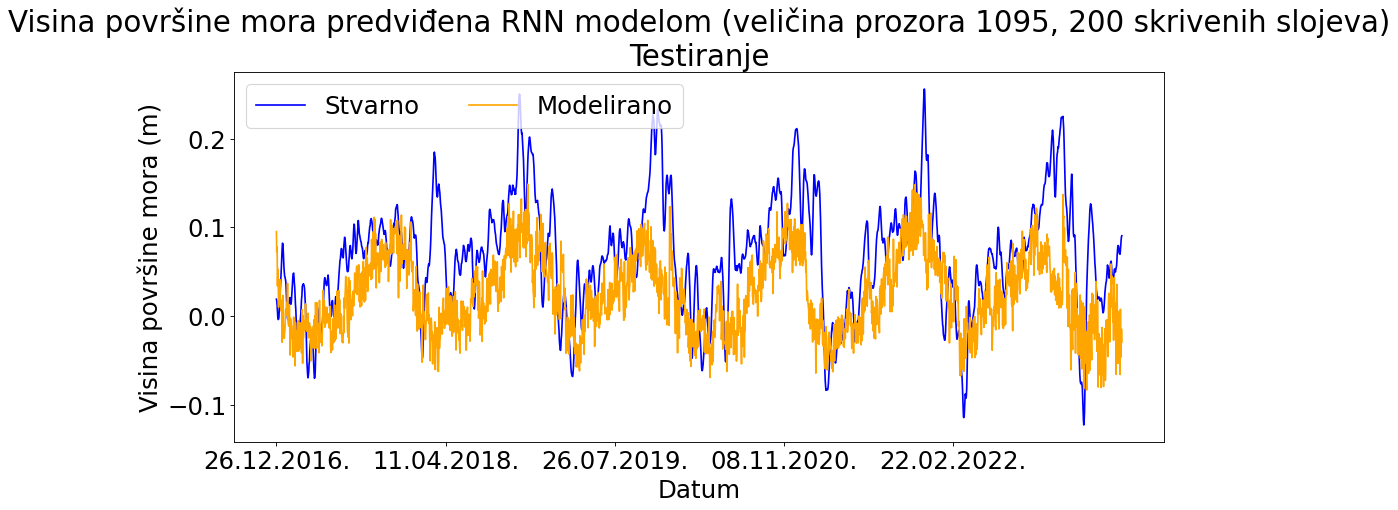 Visina površine mora predviđena RNN modelom (veličina prozora 1095, 200 skrivenih slojeva)
Testiranje
Stvarno
Modelirano
Visina površine mora (m)
0.2
0.1
0.0
−0.1
26.12.2016.
11.04.2018.
26.07.2019.
08.11.2020.
22.02.2022.
Datum